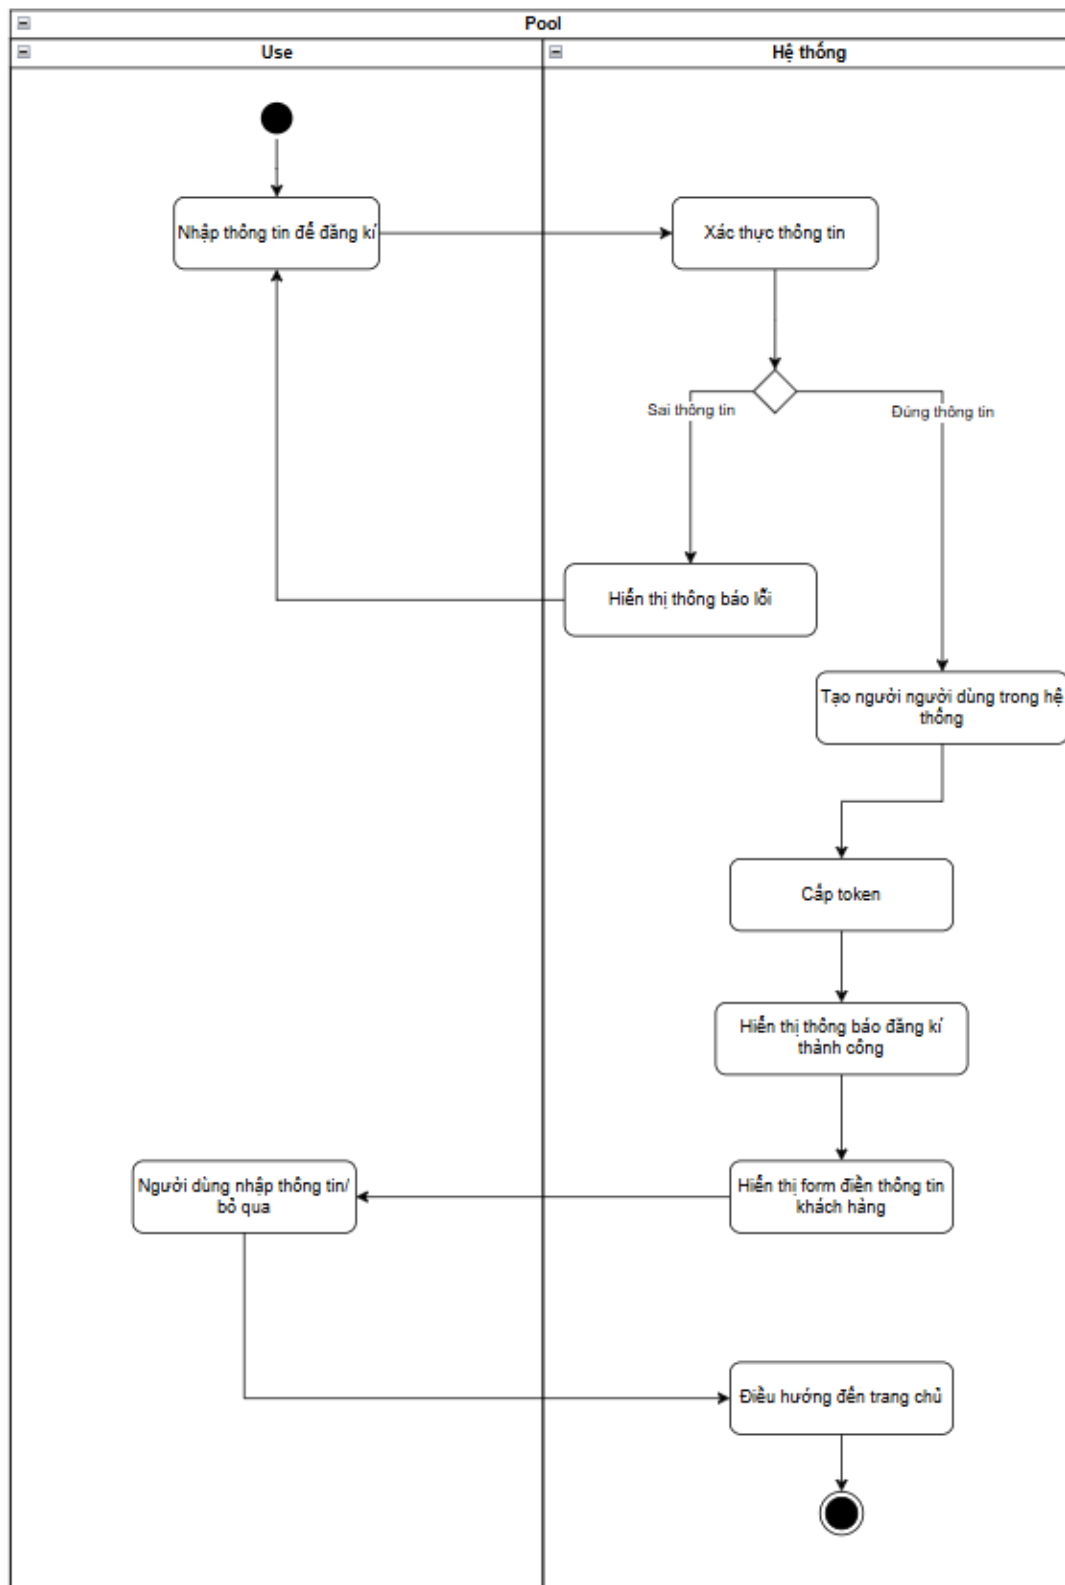 Pool
Use
Hệ thống
Nhập thông tin để đăng kí
Xác thực thông tin
Sai thông tin
Đúng thông tin
Hiển thị thông báo lỗi
Tạo người người dùng trong hệ
thống
Cấp token
Hiển thị thông báo đăng kí
thành công
Người dùng nhập thông tin/
bỏ qua
Hiển thị form điền thông tin
khách hàng
Điều hướng đến trang chủ